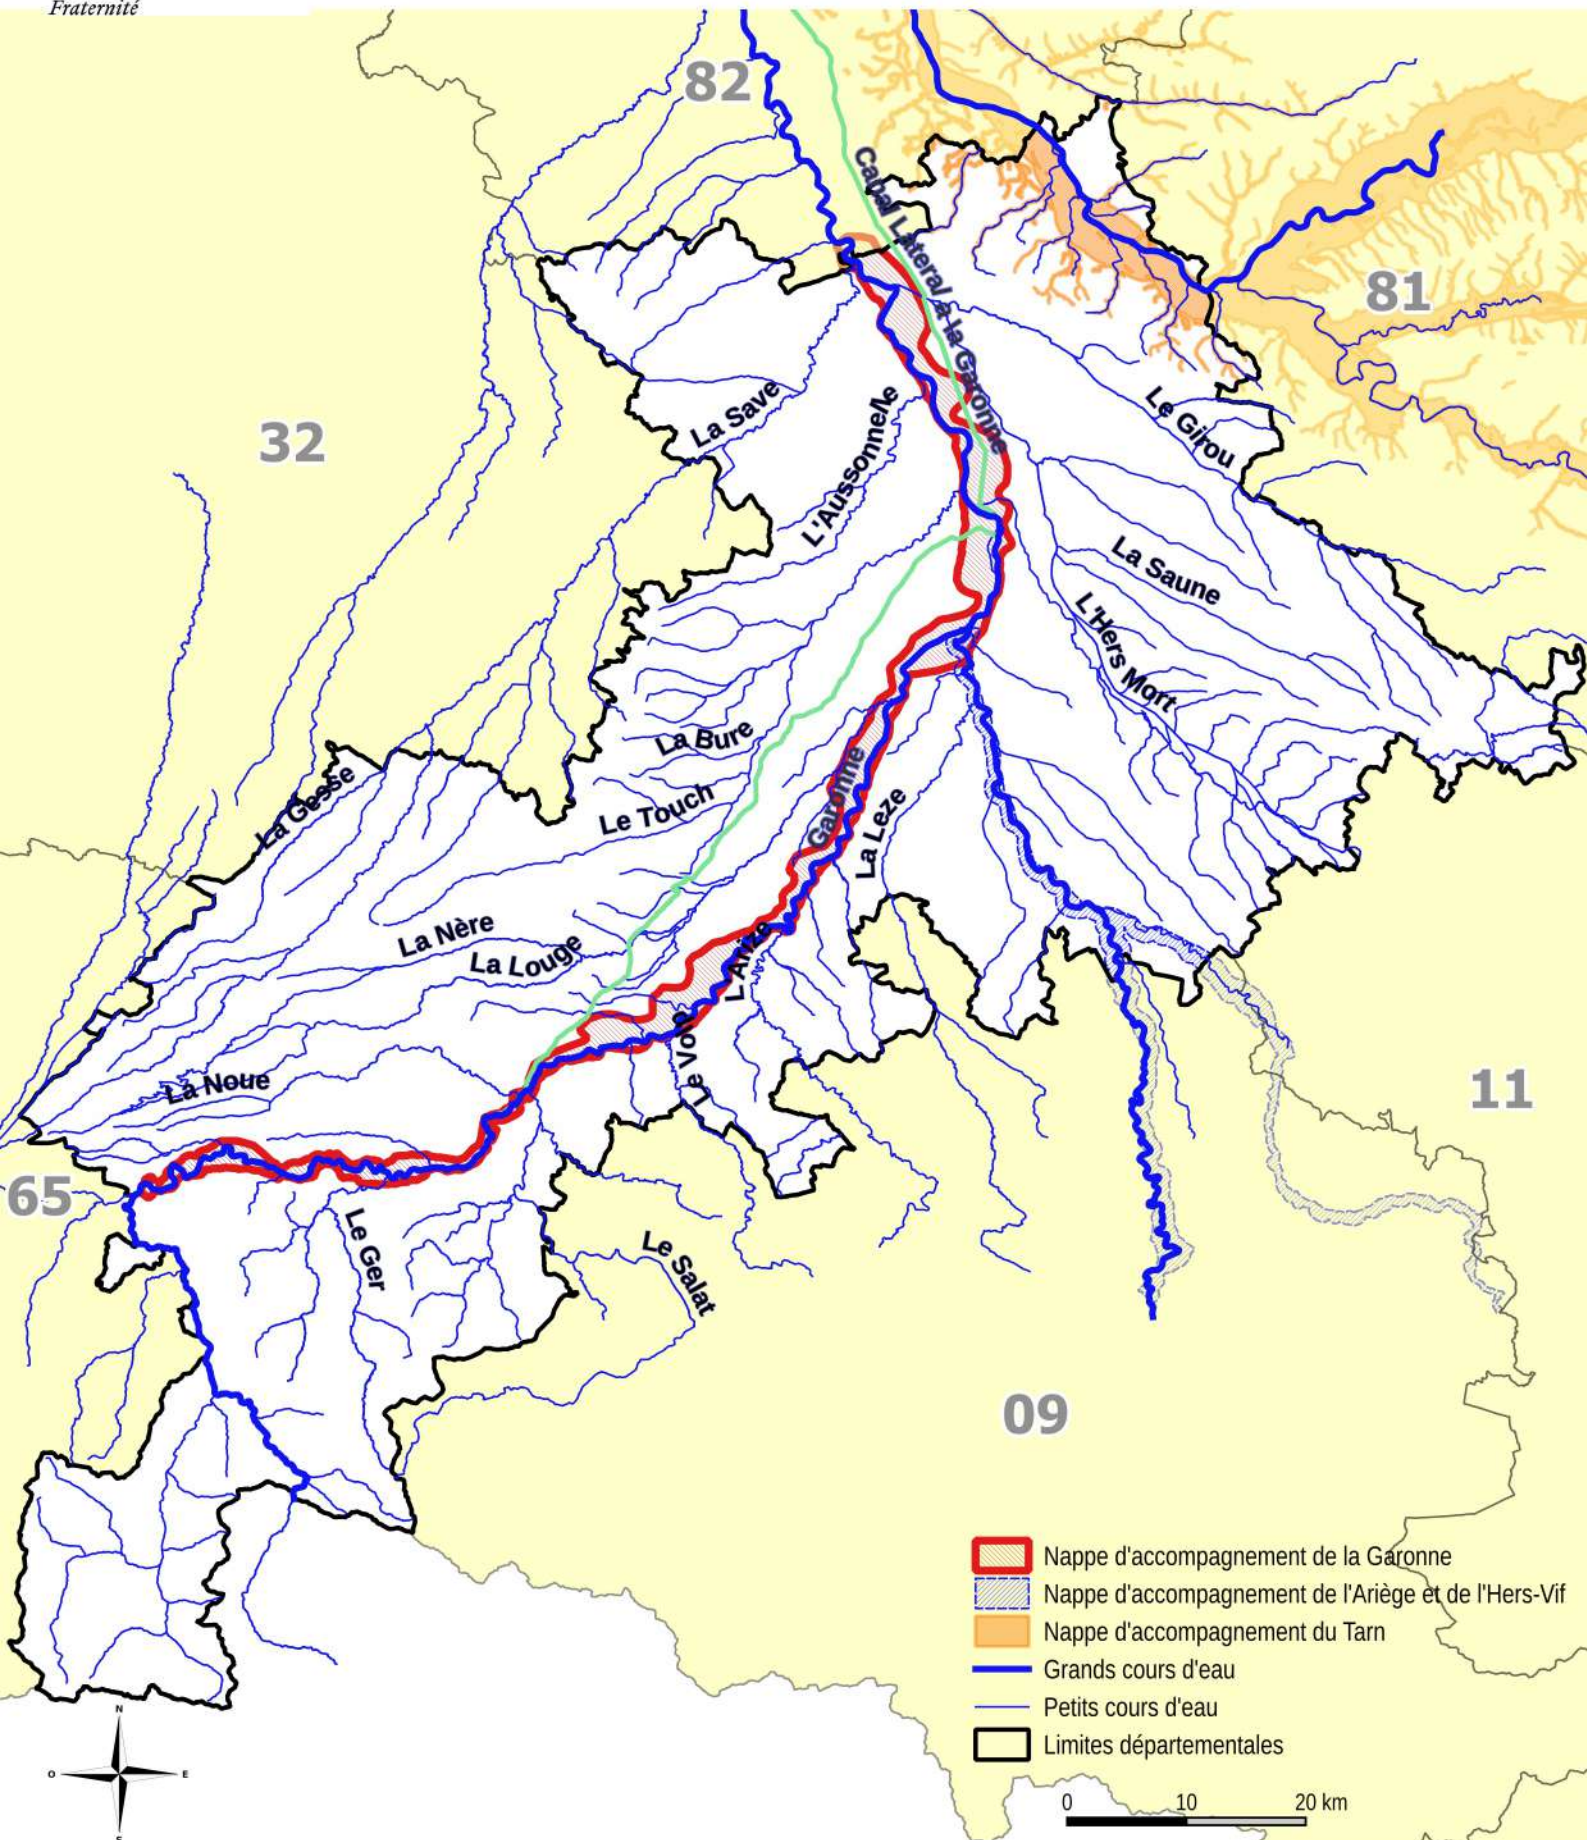 Fraternité
82
Canal Lateral à la Garonne
81
Le Girou
La Save
L'Aussonnelle
32
La Saune
L'Hers Mort
La Bure
La Gesse
Le Touch
Garonne
La Leze
La Nère
La Louge
L'Arize
Le Volp
La Noue
11
65
Le Ger
Le Salat
09
Nappe d'accompagnement de la Garonne
Nappe d'accompagnement de l'Ariège et de l'Hers-Vif
Nappe d'accompagnement du Tarn
Grands cours d'eau
Petits cours d'eau
Limites départementales
N
O E
S
0 10 20 km